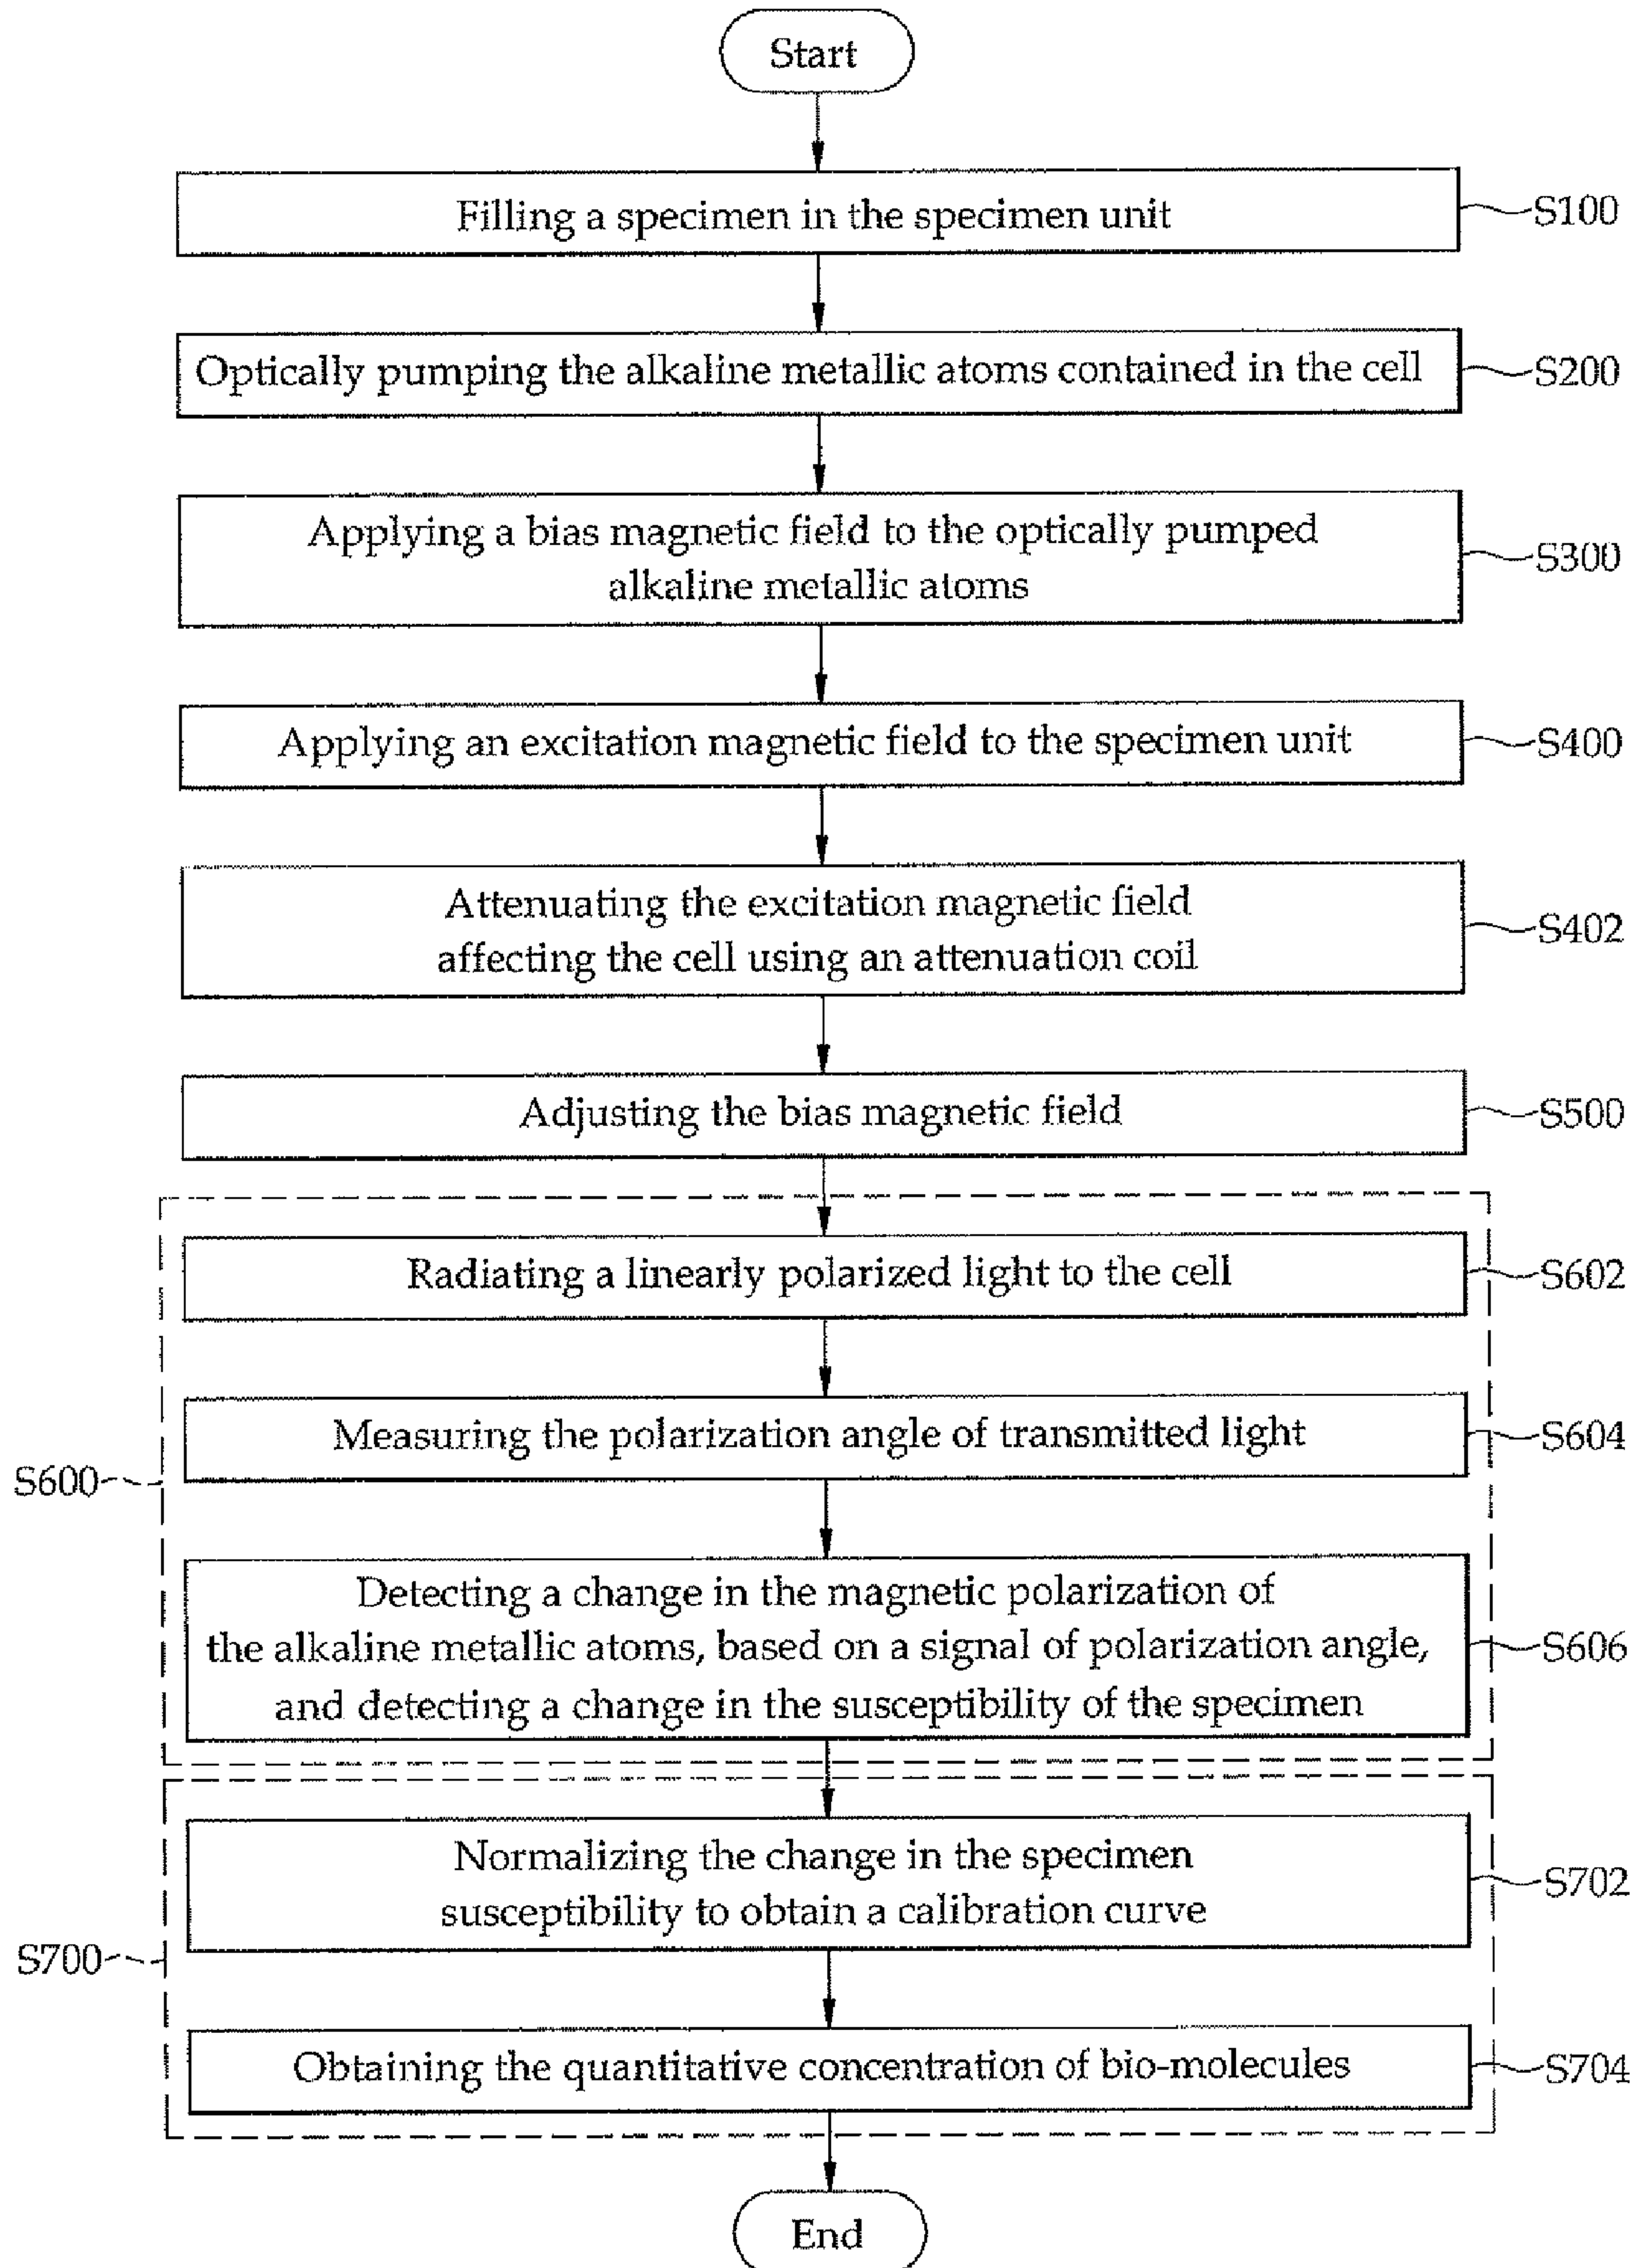 Start
Filling a specimen in the specimen unit
S100
Optically pumping the alkaline metallic atoms contained in the cell
S200
Applying a bias magnetic field to the optically pumped
alkaline metallic atoms
S300
Applying an excitation magnetic field to the specimen unit
S400
Attenuating the excitation magnetic field
affecting the cell using an attenuation coil
S402
Adjusting the bias magnetic field
S500
Radiating a linearly polarized light to the cell
S602
Measuring the polarization angle of transmitted light
S604
S600
Detecting a change in the magnetic polarization of
the alkaline metallic atoms, based on a signal of polarization angle,
and detecting a change in the susceptibility of the specimen
S606
Normalizing the change in the specimen
susceptibility to obtain a calibration curve
S702
S700
Obtaining the quantitative concentration of bio-molecules
S704
End